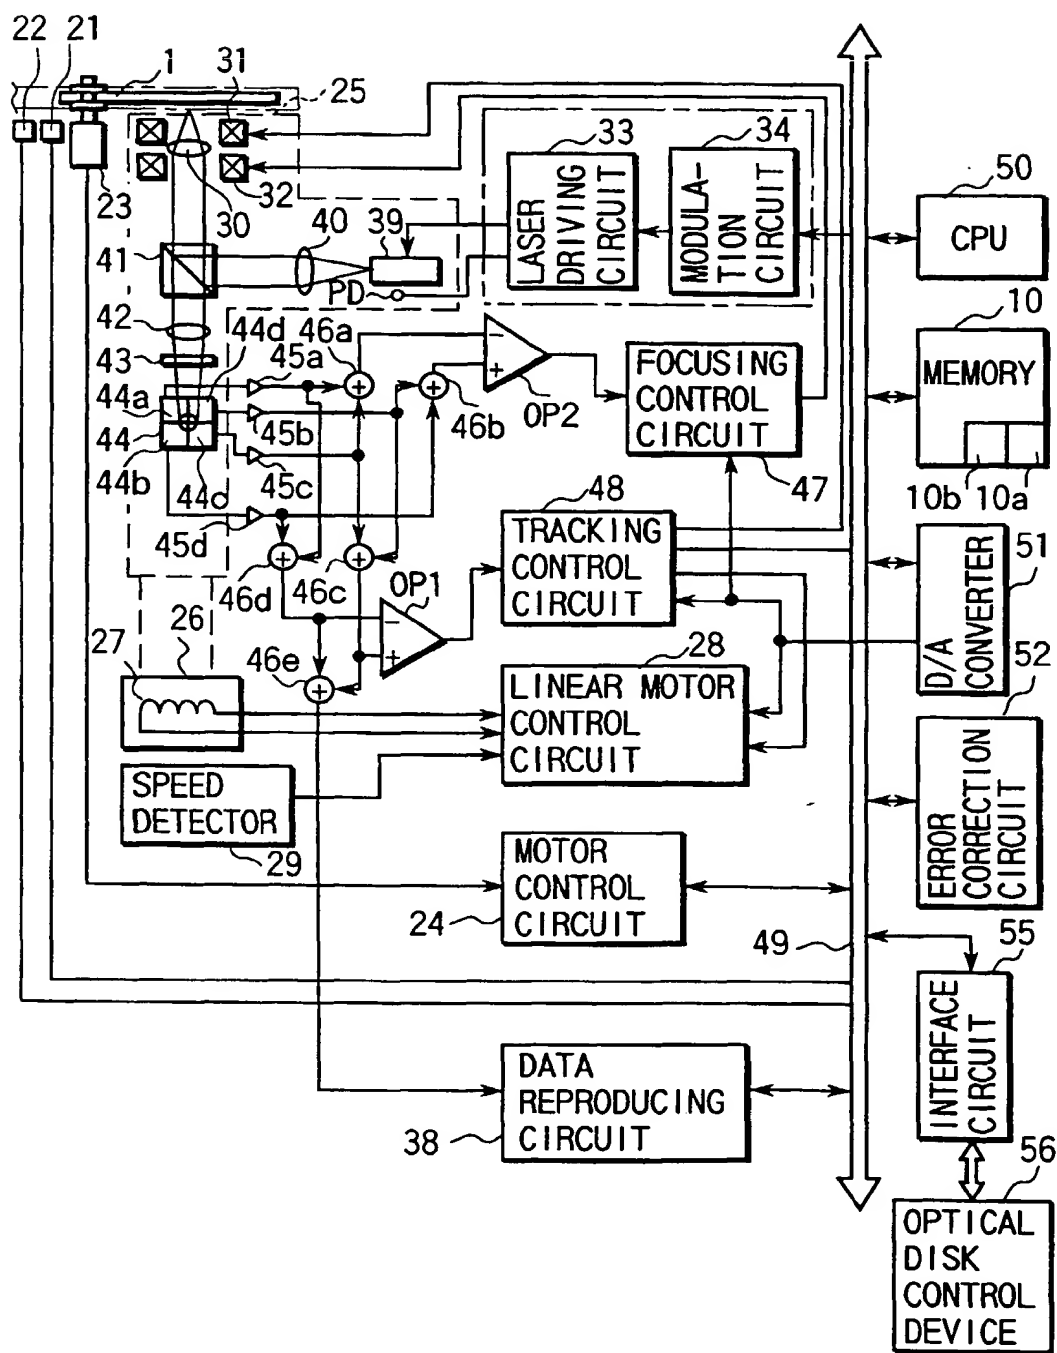 22 21 1 31
25
33 34
23 30 32
LASER
DRIVING
CIRCUIT
MODULA-
TION
CIRCUIT
50
CPU
41 40 39
PD
42 43
44d 46a
45a
44a
44
44b 44c
45b
45c
45d
46b
OP2
FOCUSING
CONTROL
CIRCUIT
47
10
MEMORY
10b 10a
48
TRACKING
CONTROL
CIRCUIT
46d 46c
OP1
51
D/A
CONVERTER
27 26
46e
28
LINEAR MOTOR
CONTROL
CIRCUIT
52
ERROR
CORRECTION
CIRCUIT
SPEED
DETECTOR
29
MOTOR
CONTROL
CIRCUIT
24
49
55
INTERFACE
CIRCUIT
DATA
REPRODUCING
CIRCUIT
38
56
OPTICAL
DISK
CONTROL
DEVICE